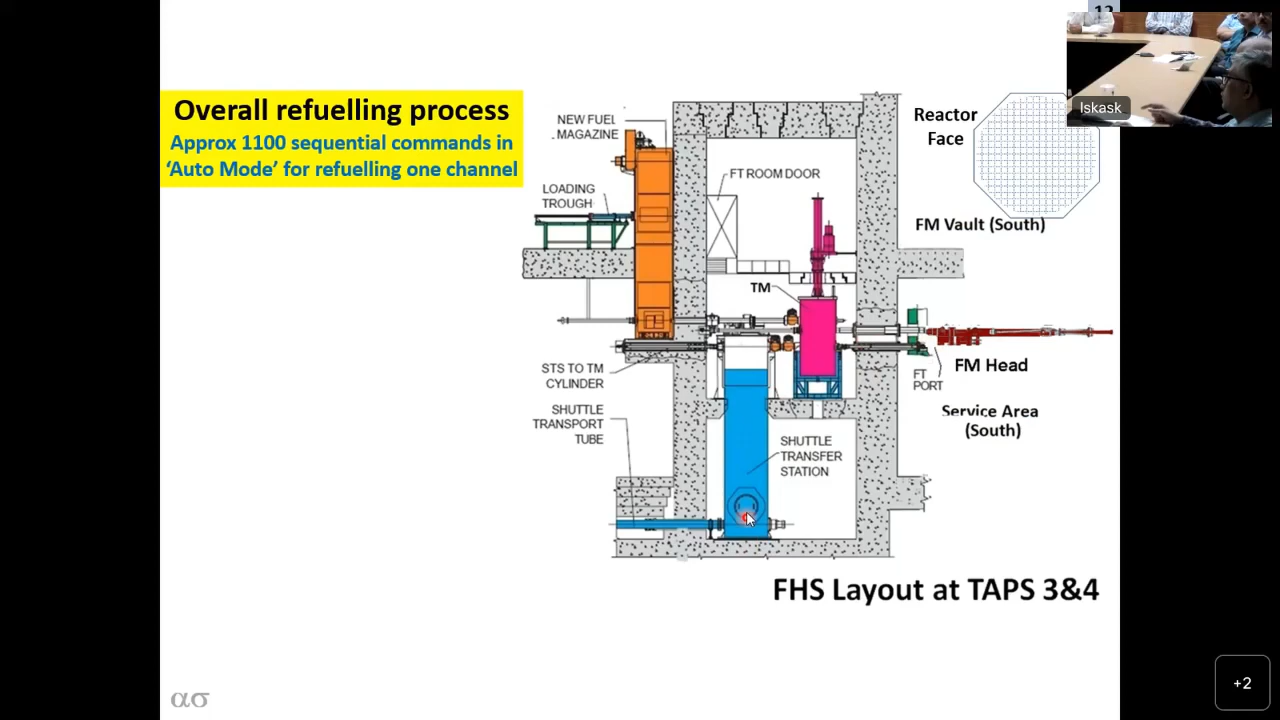 12
Iskask
Overall refuelling process
Approx 1100 sequential commands in
‘Auto Mode’ for refuelling one channel
NEW FUEL
MAGAZINE
LOADING
TROUGH
FT ROOM DOOR
Reactor
Face
FM Vault (South)
TM
STS TO TM
CYLINDER
FT
PORT
FM Head
SHUTTLE
TRANSPORT
TUBE
Service Area
(South)
SHUTTLE
TRANSFER
STATION
FHS Layout at TAPS 3&4
ασ
+2